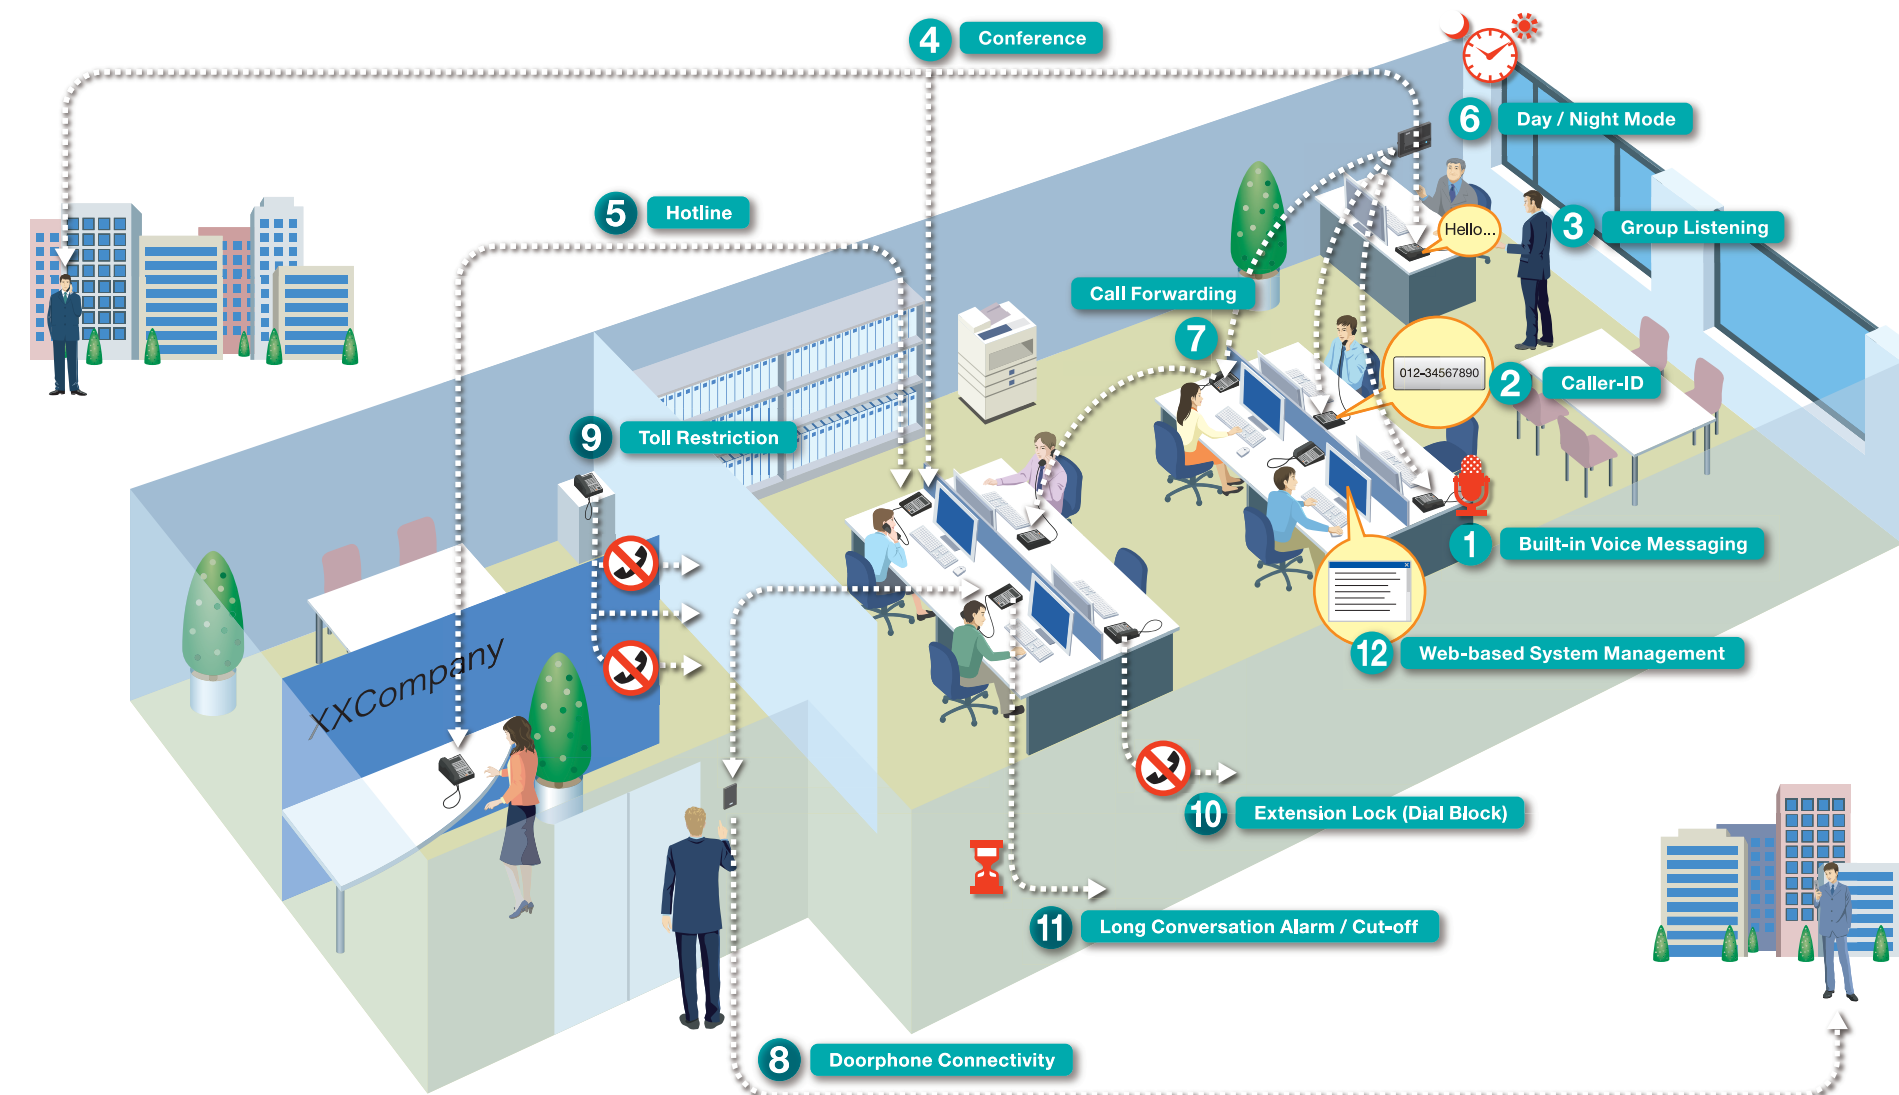 4 Conference
6 Day / Night Mode
5 Hotline
3 Group Listening
Hello...
Call Forwarding
7
012-34567890
2 Caller-ID
9 Toll Restriction
1 Built-in Voice Messaging
XXCompany
12 Web-based System Management
10 Extension Lock (Dial Block)
11 Long Conversation Alarm / Cut-off
8 Doorphone Connectivity